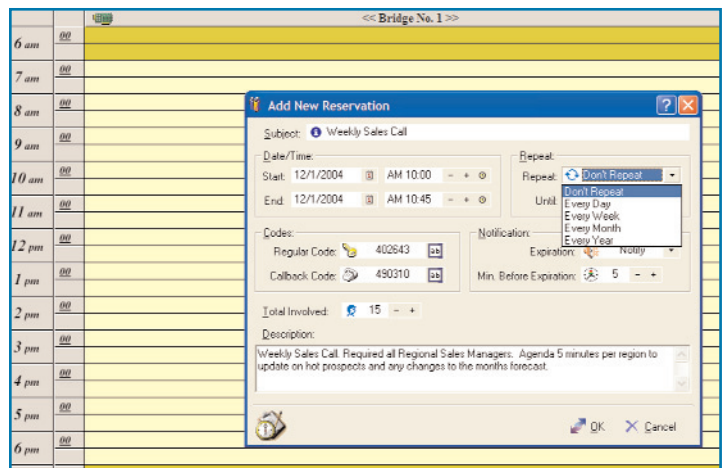 << Bridge No. 1 >>
6 am 00
7 am 00
8 am 00
9 am 00
10 am 00
11 am 00
12 pm 00
1 pm 00
2 pm 00
3 pm 00
4 pm 00
5 pm 00
6 pm 00
Add New Reservation
Subject: Weekly Sales Call
Date/Time:
Start: 12/1/2004 AM 10:00 - +
End: 12/1/2004 AM 10:45 - +
Repeat:
Repeat: Don't Repeat
Until:
Don't Repeat
Every Day
Every Week
Every Month
Every Year
Codes:
Regular Code: 402643 ab
Callback Code: 490310 ab
Notification:
Expiration: Notify
Min. Before Expiration: 5 - +
Total Involved: 15 - +
Description:
Weekly Sales Call. Required all Regional Sales Managers. Agenda 5 minutes per region to
update on hot prospects and any changes to the months forecast.
OK Cancel